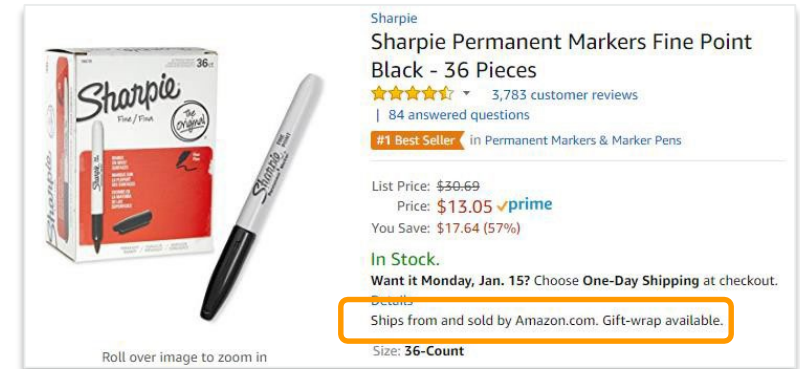 Sharpie
Sharpie Permanent Markers Fine Point
Black - 36 Pieces
3,783 customer reviews
| 84 answered questions
#1 Best Seller in Permanent Markers & Marker Pens
List Price: $30.69
Price: $13.05 prime
You Save: $17.64 (57%)
In Stock.
Want it Monday, Jan. 15? Choose One-Day Shipping at checkout.
Details
Ships from and sold by Amazon.com. Gift-wrap available.
Size: 36-Count
36
Sharpie
The Original
Fine / Fina
Sharpie
FINE POINT
Sharpie
Roll over image to zoom in